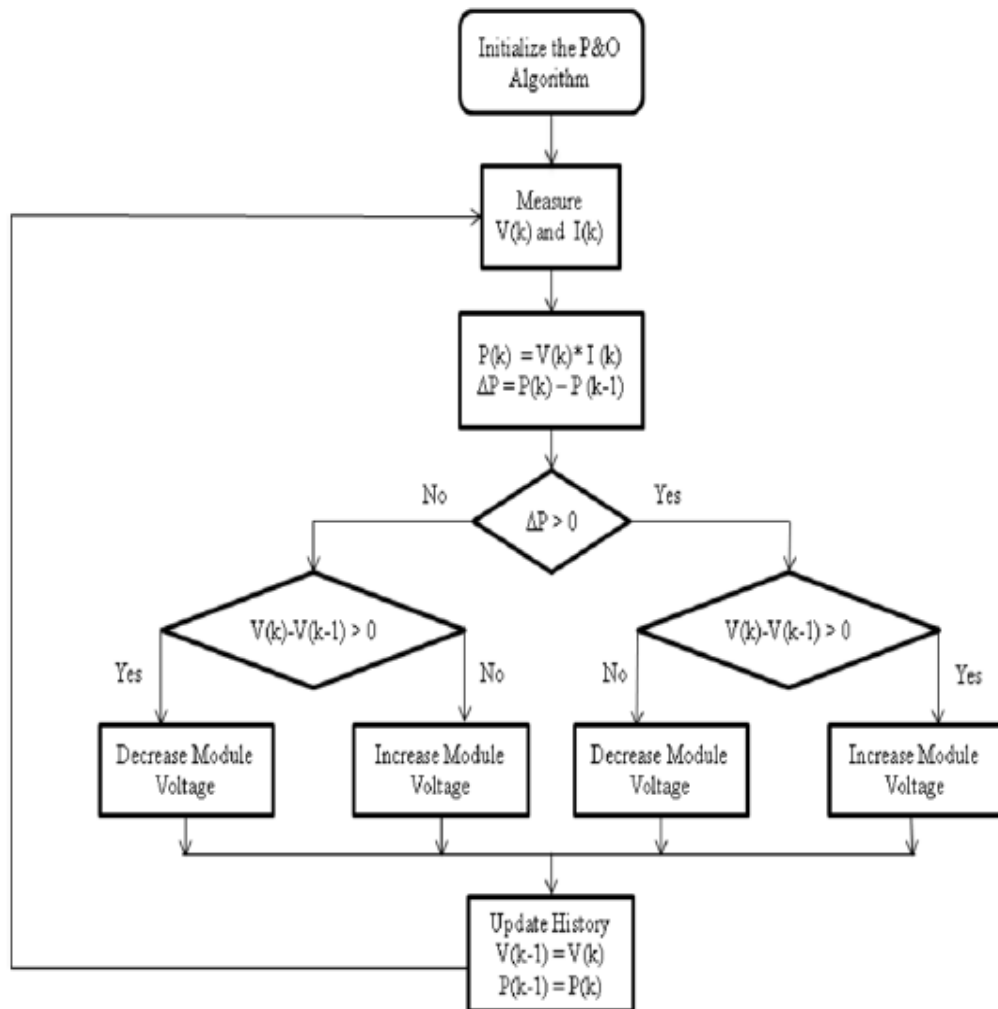 Initialize the P&O
Algorithm
Measure
V(k) and I(k)
P(k) = V(k)* I (k)
ΔP = P(k) – P (k-1)
No
Yes
ΔP > 0
V(k)-V(k-1) > 0
V(k)-V(k-1) > 0
Yes
No
No
Yes
Decrease Module
Voltage
Increase Module
Voltage
Decrease Module
Voltage
Increase Module
Voltage
Update History
V(k-1) = V(k)
P(k-1) = P(k)